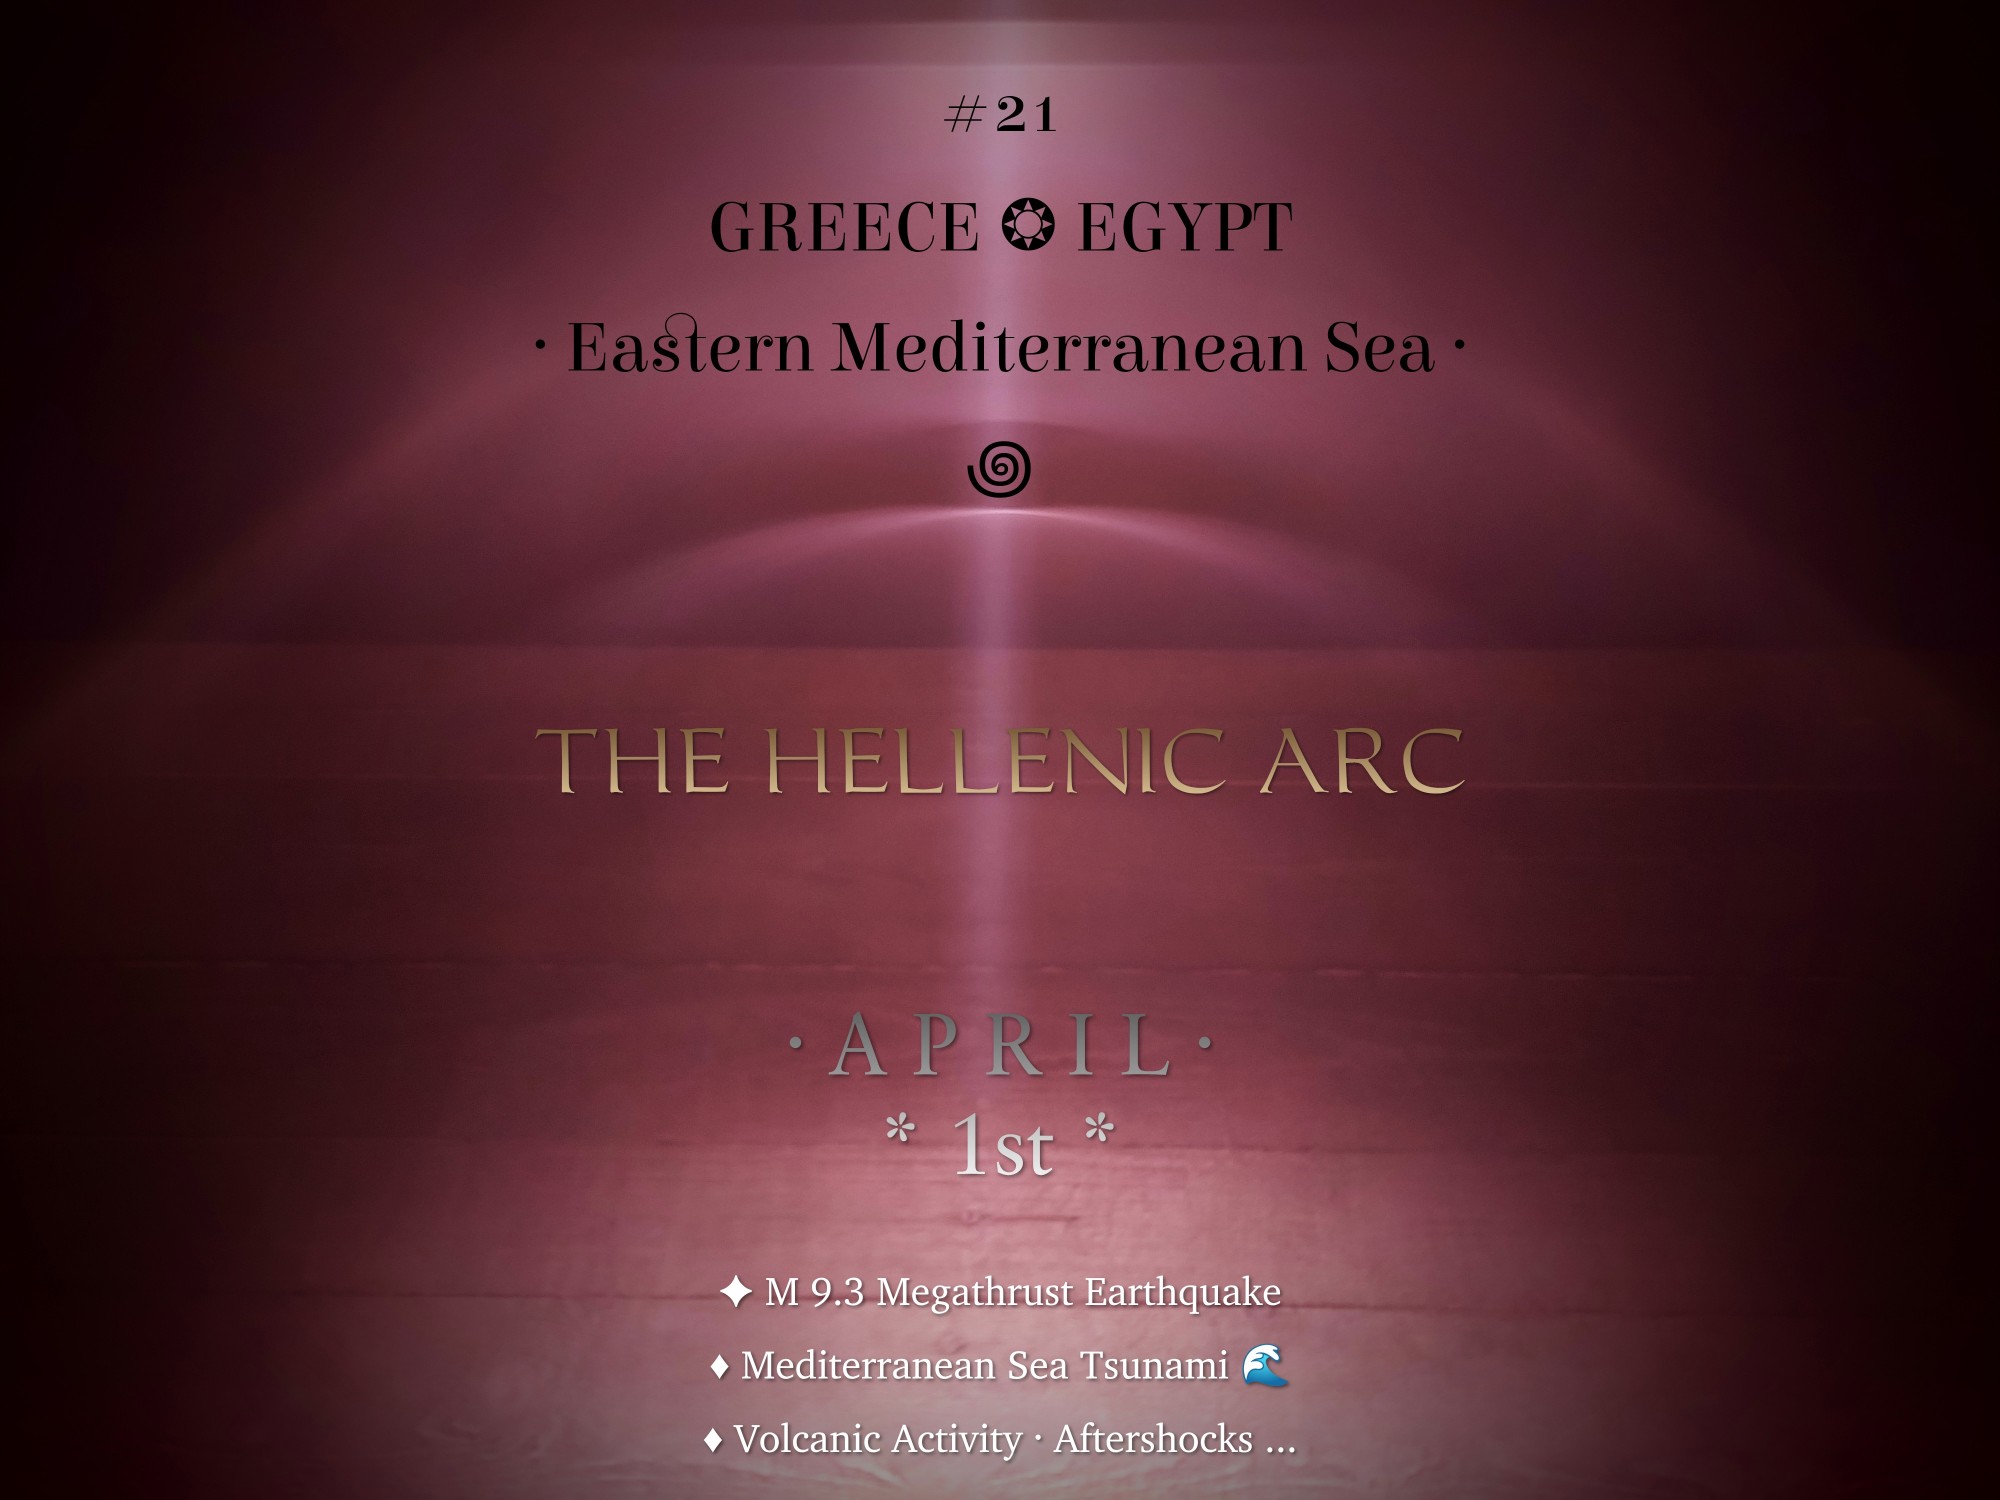 #21
GREECE ❂ EGYPT
· Eastern Mediterranean Sea ·
THE HELLENIC ARC
· A P R I L ·
* 1st *
✦ M 9.3 Megathrust Earthquake
♦ Mediterranean Sea Tsunami 🌊
♦ Volcanic Activity · Aftershocks ...